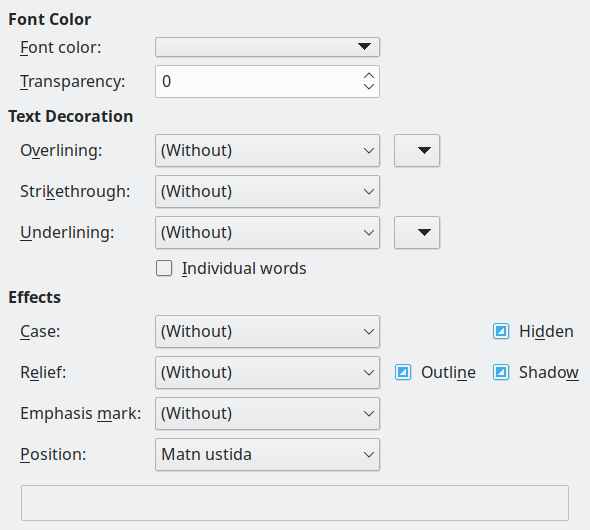 Font Color
Font color:
Transparency: 0
Text Decoration
Overlining: (Without)
Strikethrough: (Without)
Underlining: (Without)
Individual words
Effects
Case: (Without) Hidden
Relief: (Without) Outline Shadow
Emphasis mark: (Without)
Position: Matn ustida